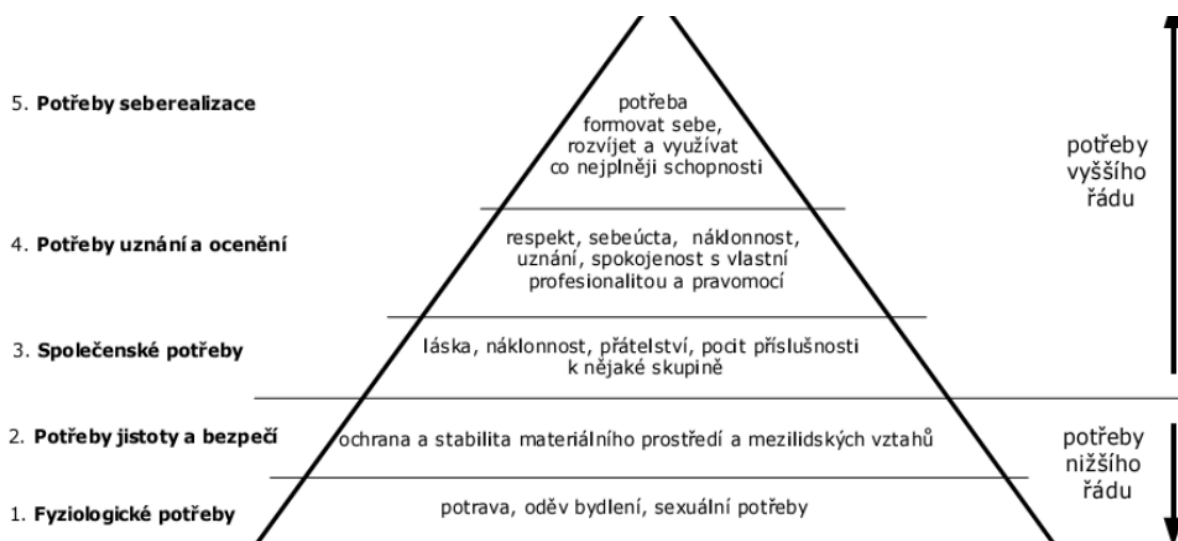 5. Potřeby seberealizace
potřeba
formovat sebe,
rozvíjet a využívat
co nejplněji schopnosti
potřeby
vyššího
řádu
4. Potřeby uznání a ocenění
respekt, sebeúcta, náklonnost,
uznání, spokojenost s vlastní
profesionalitou a pravomocí
3. Společenské potřeby
láska, náklonnost, přátelství, pocit příslušnosti
k nějaké skupině
2. Potřeby jistoty a bezpečí
ochrana a stabilita materiálního prostředí a mezilidských vztahů
potřeby
nižšího
řádu
1. Fyziologické potřeby
potrava, oděv bydlení, sexuální potřeby